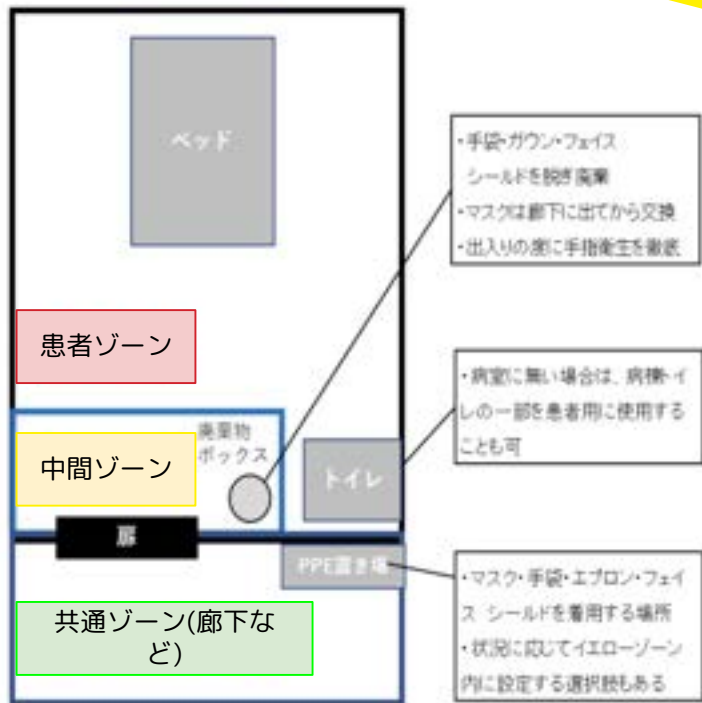 ベッド
・手袋・ガウン・フェイス
シールドを脱ぎ廃棄
・マスクは廊下に出てから交換
・出入りの度に手指衛生を徹底
患者ゾーン
・病室に無い場合は、病棟トイ
レの一部を患者用に使用する
ことも可
廃棄物
ボックス
中間ゾーン
トイレ
扉
PPE置き場
・マスク・手袋・エプロン・フェイ
ス シールドを着用する場所
・状況に応じてイエローゾーン
内に設定する選択肢もある
共通ゾーン(廊下な
ど)